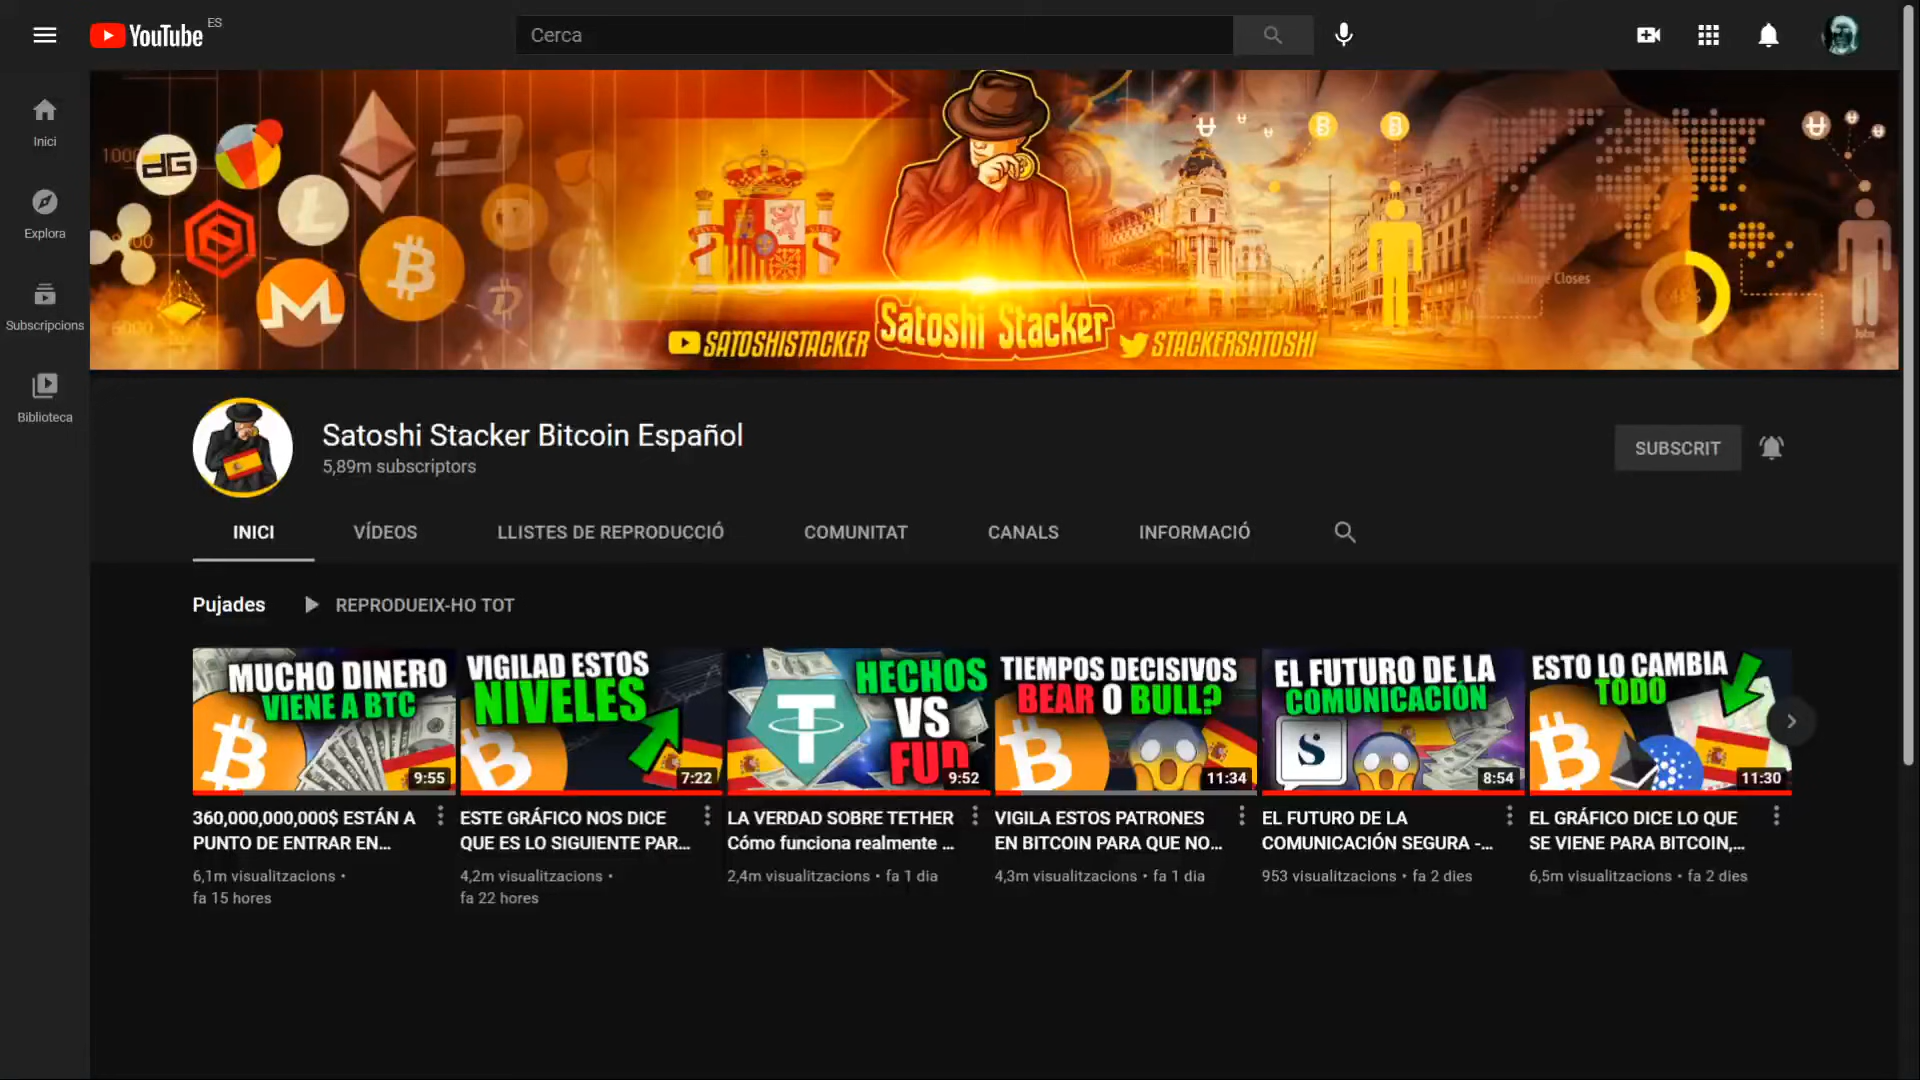 YouTube ES
Cerca
Inici
Explora
Subscripcions
Biblioteca
SATOSHISTACKER
Satoshi Stacker
STACKERSATOSHI
Satoshi Stacker Bitcoin Español
5,89m subscriptors
SUBSCRIT
INICI
VÍDEOS
LLISTES DE REPRODUCCIÓ
COMUNITAT
CANALS
INFORMACIÓ
Pujades
REPRODUEIX-HO TOT
MUCHO DINERO
VIENE A BTC
9:55
360,000,000,000$ ESTÁN A
PUNTO DE ENTRAR EN...
6,1m visualitzacions •
fa 15 hores
VIGILAD ESTOS
NIVELES
7:22
ESTE GRÁFICO NOS DICE
QUE ES LO SIGUIENTE PAR...
4,2m visualitzacions •
fa 22 hores
HECHOS
VS
FUD
9:52
LA VERDAD SOBRE TETHER
Cómo funciona realmente ...
2,4m visualitzacions • fa 1 dia
TIEMPOS DECISIVOS
BEAR O BULL?
11:34
VIGILA ESTOS PATRONES
EN BITCOIN PARA QUE NO...
4,3m visualitzacions • fa 1 dia
EL FUTURO DE LA
COMUNICACIÓN
8:54
EL FUTURO DE LA
COMUNICACIÓN SEGURA -...
953 visualitzacions • fa 2 dies
ESTO LO CAMBIA
TODO
11:30
EL GRÁFICO DICE LO QUE
SE VIENE PARA BITCOIN,...
6,5m visualitzacions • fa 2 dies